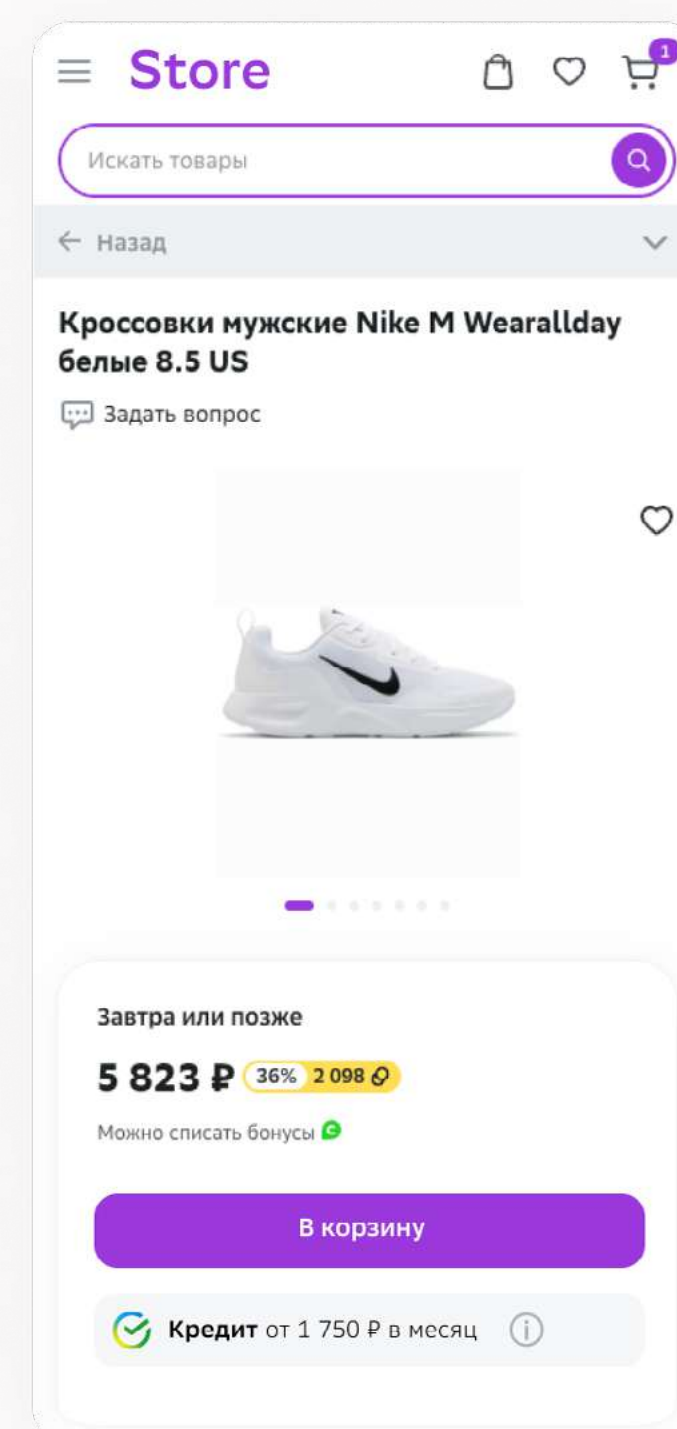 Store
1
Искать товары
Назад
Кроссовки мужские Nike M Wearallday
белые 8.5 US
Задать вопрос
Завтра или позже
5 823 ₽ 36% 2 098
Можно списать бонусы
В корзину
Кредит от 1 750 ₽ в месяц